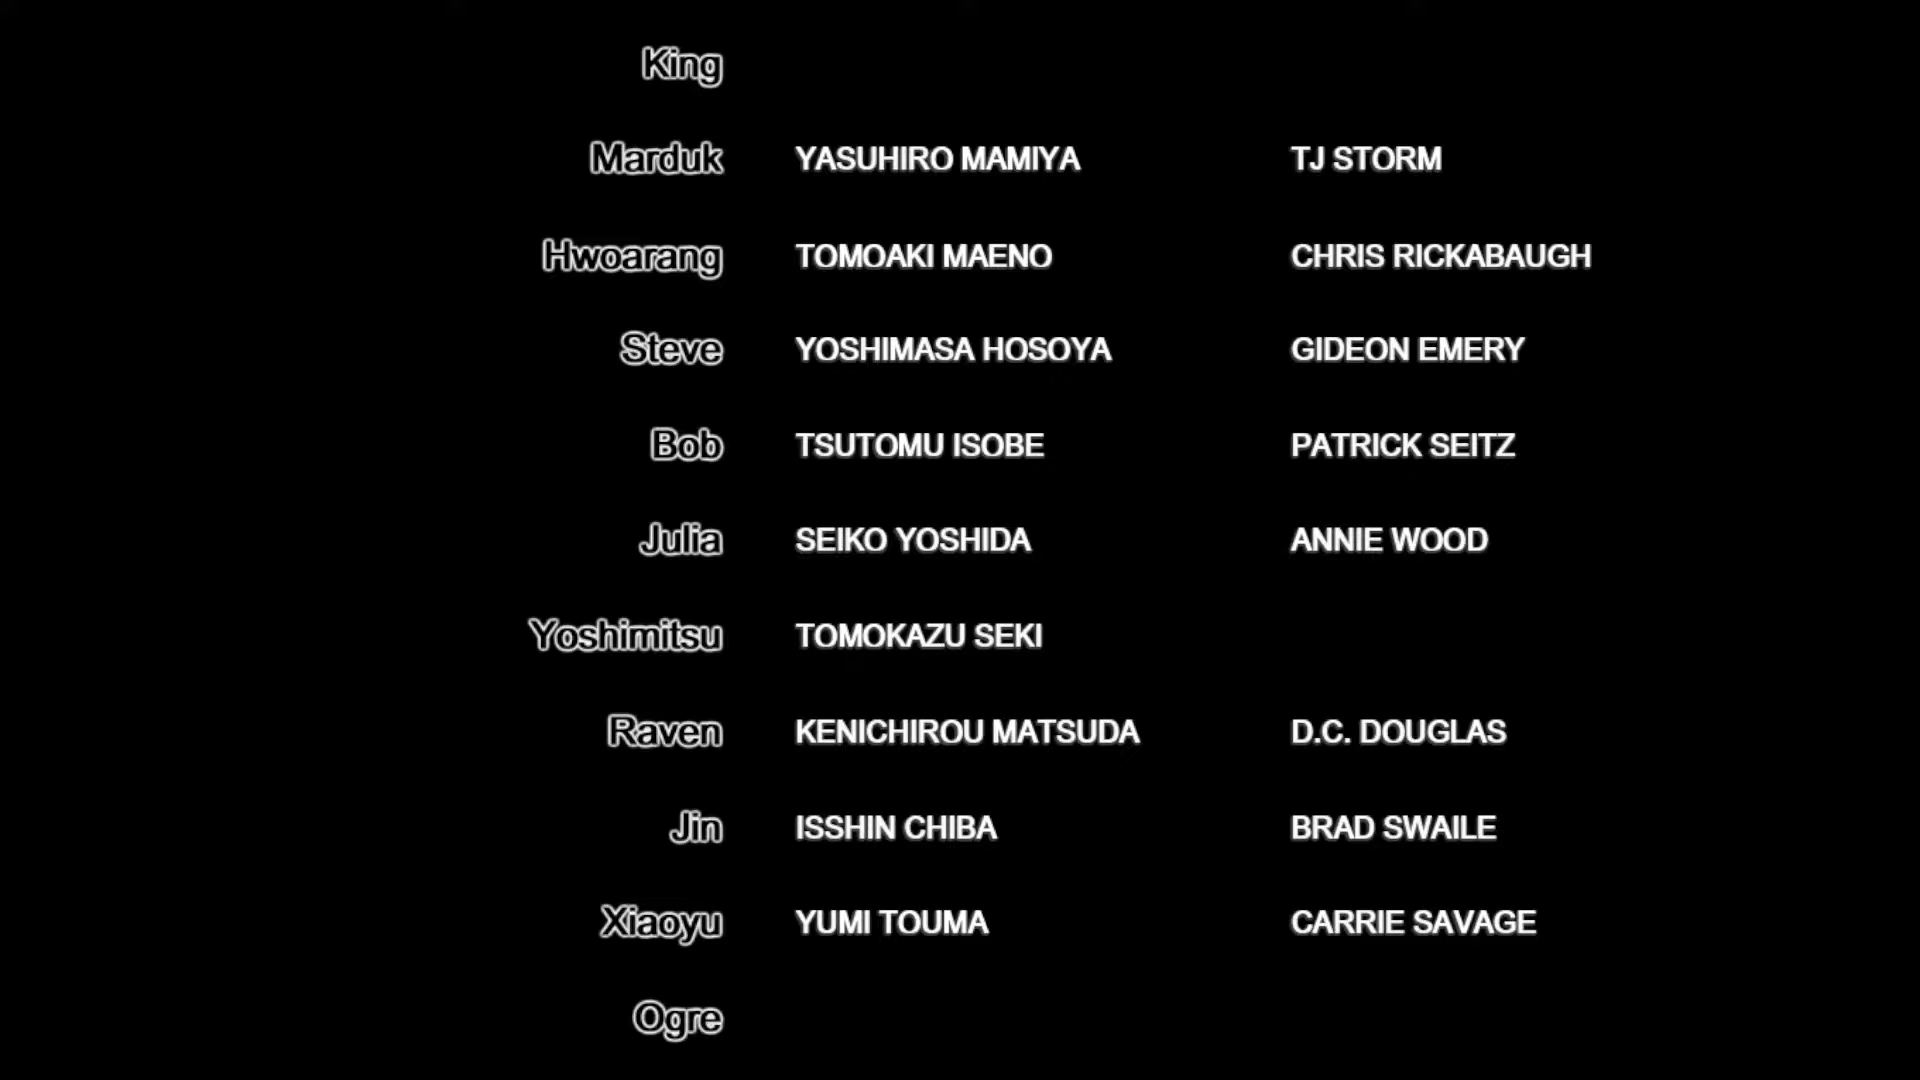 King
Marduk YASUHIRO MAMIYA TJ STORM
Hwoarang TOMOAKI MAENO CHRIS RICKABAUGH
Steve YOSHIMASA HOSOYA GIDEON EMERY
Bob TSUTOMU ISOBE PATRICK SEITZ
Julia SEIKO YOSHIDA ANNIE WOOD
Yoshimitsu TOMOKAZU SEKI
Raven KENICHIROU MATSUDA D.C. DOUGLAS
Jin ISSHIN CHIBA BRAD SWAILE
Xiaoyu YUMI TOUMA CARRIE SAVAGE
Ogre